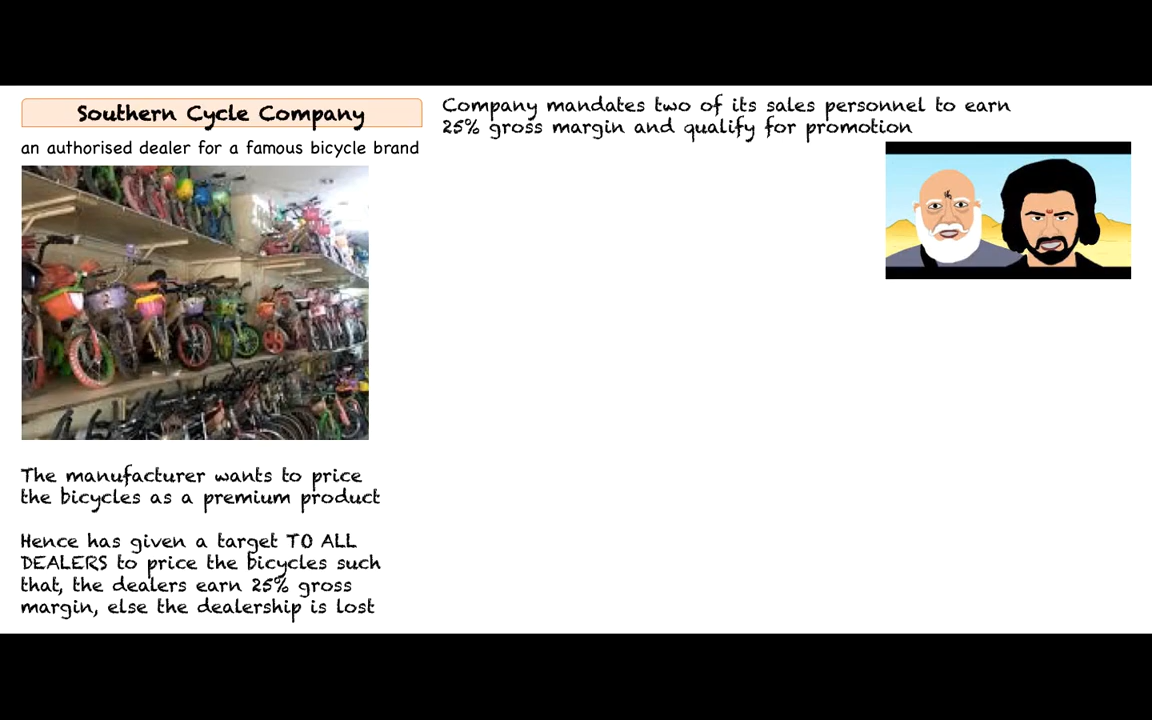 Southern Cycle Company
an authorised dealer for a famous bicycle brand
The manufacturer wants to price
the bicycles as a premium product
Hence has given a target TO ALL
DEALERS to price the bicycles such
that, the dealers earn 25% gross
margin, else the dealership is lost
Company mandates two of its sales personnel to earn
25% gross margin and qualify for promotion